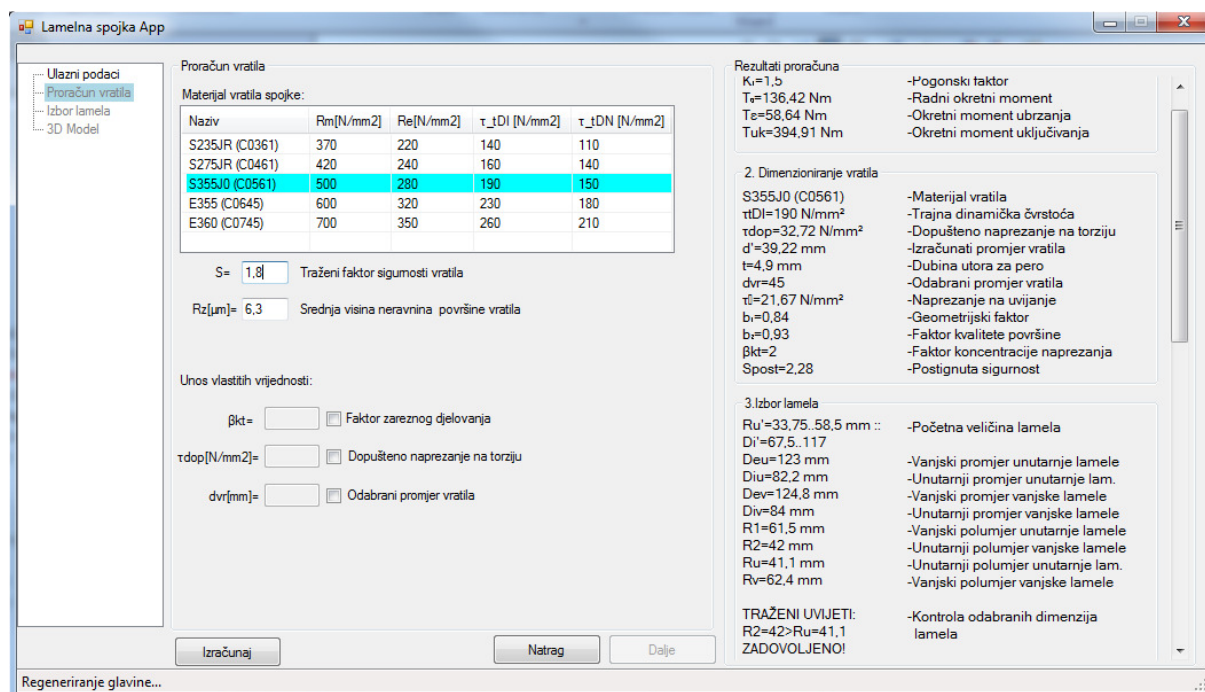 Lamelna spojka App
Ulazni podaci
Proračun vratila
Izbor lamela
3D Model
Proračun vratila
Materijal vratila spojke:
Naziv Rm[N/mm2] Re[N/mm2] τ_tDI [N/mm2] τ_tDN [N/mm2]
S235JR (C0361) 370 220 140 110
S275JR (C0461) 420 240 160 140
S355J0 (C0561) 500 280 190 150
E355 (C0645) 600 320 230 180
E360 (C0745) 700 350 260 210
S= 1,8 Traženi faktor sigurnosti vratila
Rz[μm]= 6,3 Srednja visina neravnina površine vratila
Unos vlastitih vrijednosti:
βkt= Faktor zareznog djelovanja
τdop[N/mm2]= Dopušteno naprezanje na torziju
dvr[mm]= Odabrani promjer vratila
Izračunaj
Natrag
Dalje
Rezultati proračuna
=1,5 -Pogonski faktor
=136,42 Nm -Radni okretni moment
=58,64 Nm -Okretni moment ubrzanja
Tuk=394,91 Nm -Okretni moment uključivanja
2. Dimenzioniranje vratila
S355J0 (C0561) -Materijal vratila
τtDI=190 N/mm² -Trajna dinamička čvrstoća
τdop=32,72 N/mm² -Dopušteno naprezanje na torziju
d'=39,22 mm -Izračunati promjer vratila
t=4,9 mm -Dubina utora za pero
dvr=45 -Odabrani promjer vratila
τ▯=21,67 N/mm² -Naprezanje na uvijanje
b₁=0,84 -Geometrijski faktor
b₂=0,93 -Faktor kvalitete površine
βkt=2 -Faktor koncentracije naprezanja
Spost=2,28 -Postignuta sigurnost
3.Izbor lamela
Ru'=33,75..58,5 mm :: -Početna veličina lamela
Di'=67,5..117
Deu=123 mm -Vanjski promjer unutarnje lamele
Diu=82,2 mm -Unutarnji promjer unutarnje lam.
Dev=124,8 mm -Vanjski promjer vanjske lamele
Div=84 mm -Unutarnji promjer vanjske lamele
R1=61,5 mm -Vanjski polumjer unutarnje lamele
R2=42 mm -Unutarnji polumjer vanjske lamele
Ru=41,1 mm -Unutarnji polumjer unutarnje lam.
Rv=62,4 mm -Vanjski polumjer vanjske lamele
TRAŽENI UVIJETI: -Kontrola odabranih dimenzija
R2=42>Ru=41,1 lamela
ZADOVOLJENO!
Regeneriranje glavine...